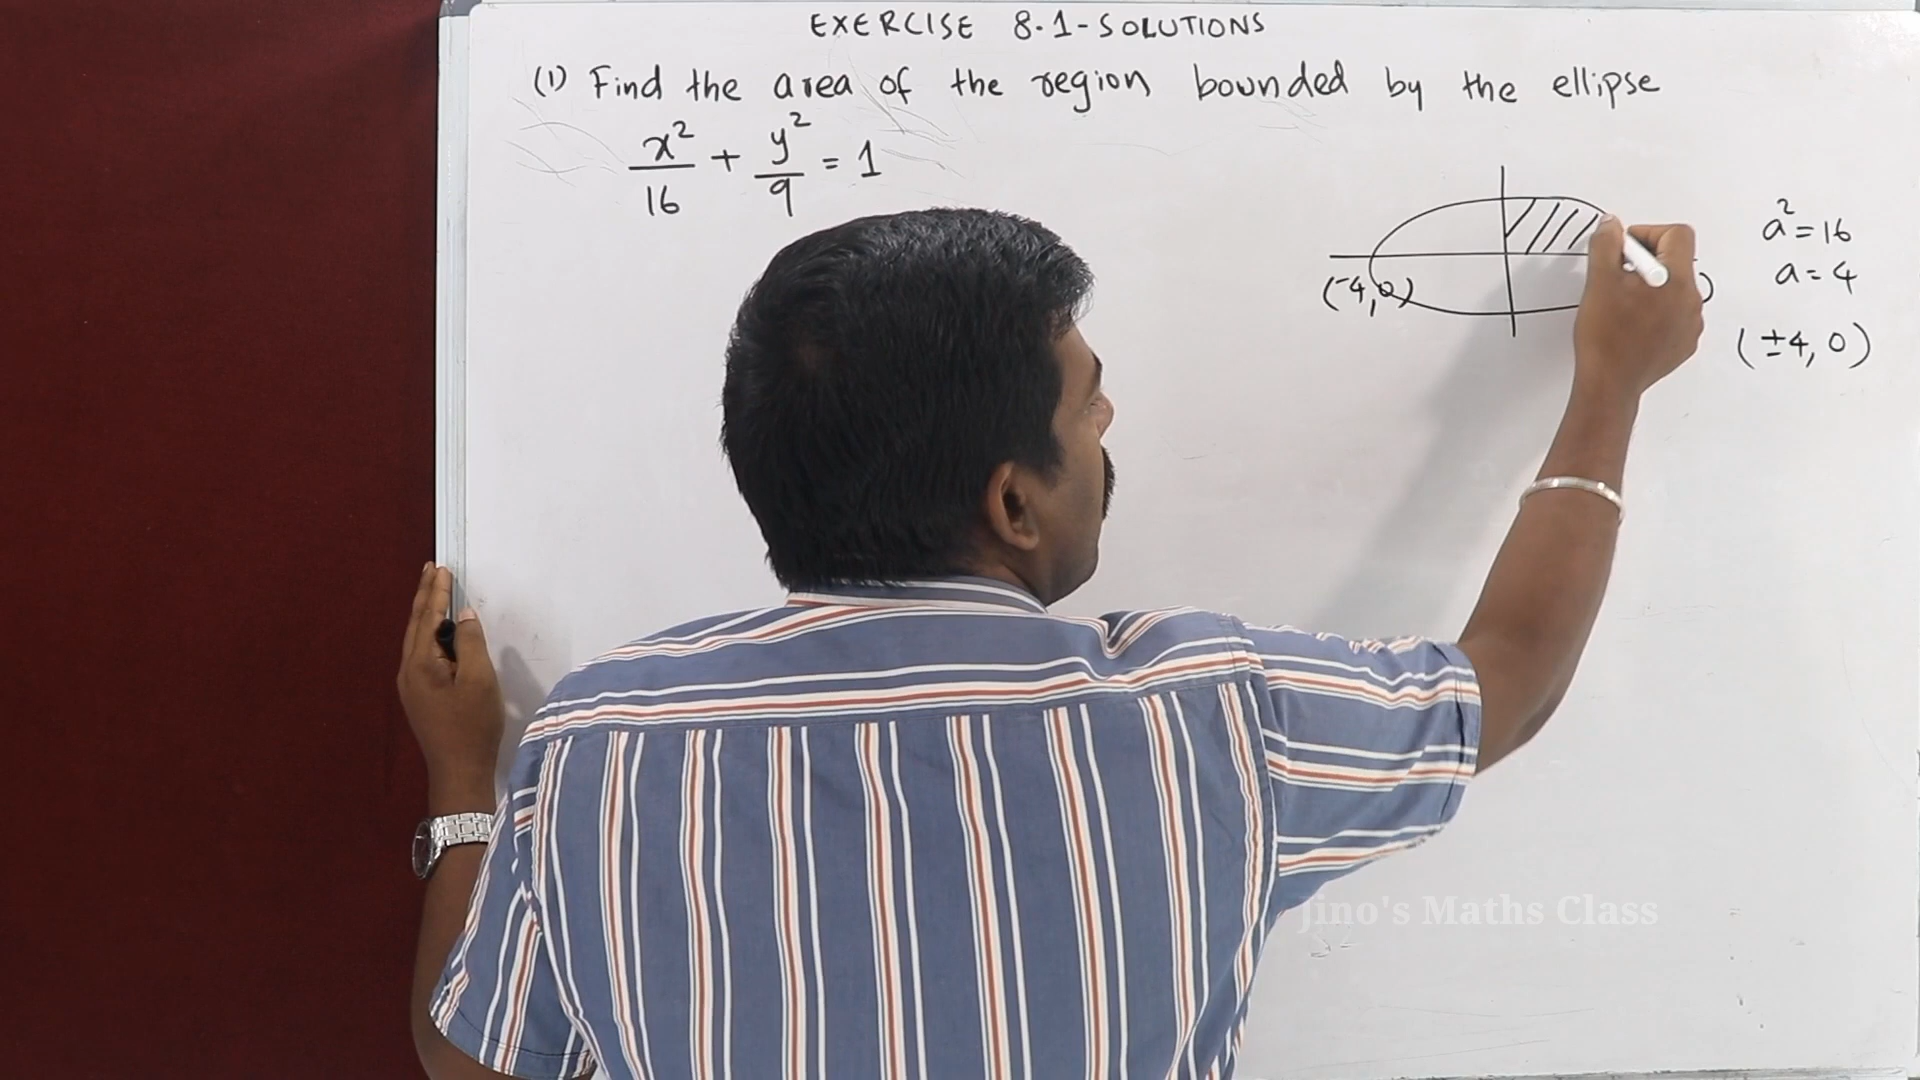 EXERCISE 8.1 - SOLUTIONS
(1) Find the area of the region bounded by the ellipse
x²/16 + y²/9 = 1
a² = 16
a = 4
(-4, 0)
)
(±4, 0)
Jino's Maths Class